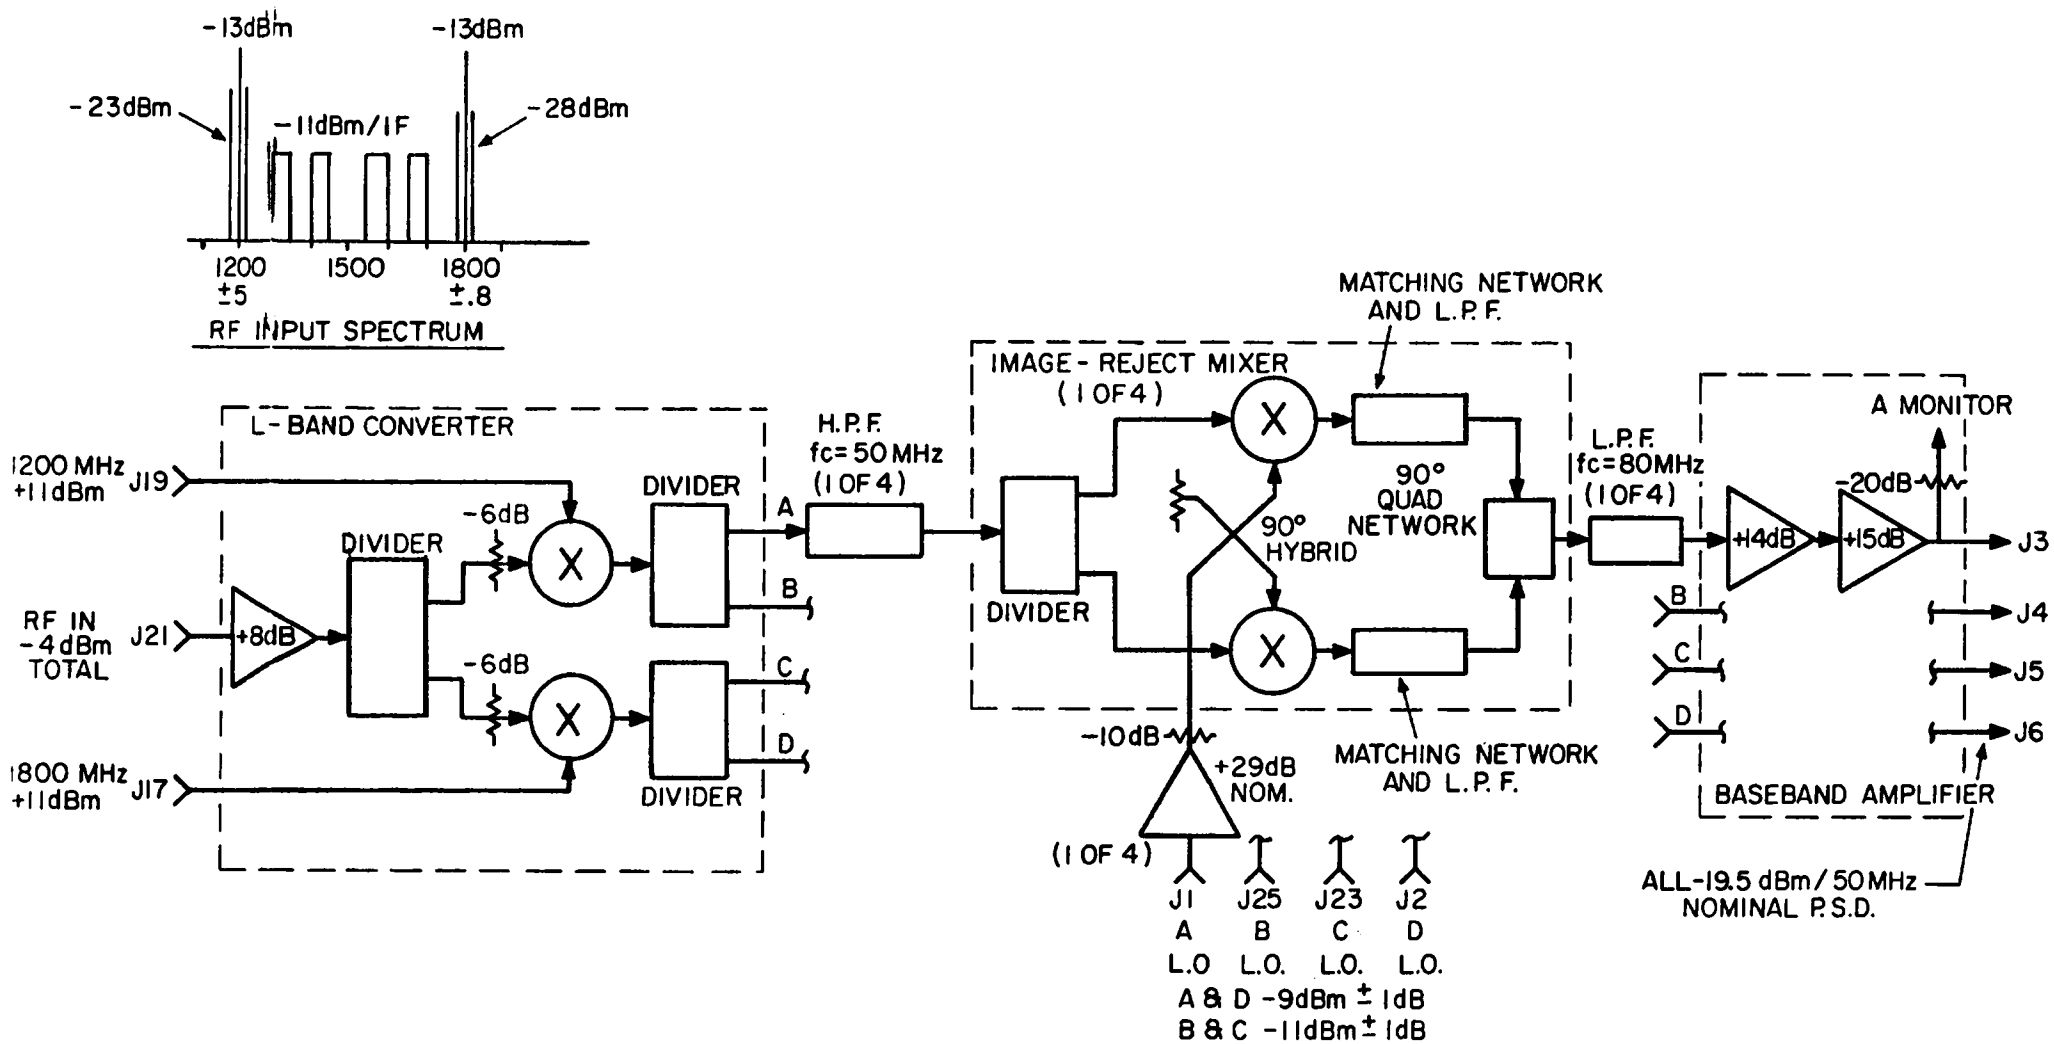 -13dBm
-13dBm
-23dBm
-28dBm
-11dBm/IF
1200
1500
1800
±5
±.8
RF INPUT SPECTRUM
L-BAND CONVERTER
1200 MHz
+11dBm
J19
-6dB
DIVIDER
X
DIVIDER
A
B
RF IN
-4dBm
TOTAL
J21
+8dB
-6dB
X
C
D
DIVIDER
1800 MHz
+11dBm
J17
H.P.F.
fc=50MHz
(1 OF 4)
MATCHING NETWORK
AND L.P.F.
IMAGE-REJECT MIXER
(1 OF 4)
X
90°
HYBRID
90°
QUAD
NETWORK
DIVIDER
X
-10dB
MATCHING NETWORK
AND L.P.F.
+29dB
NOM.
(1 OF 4)
J1
J25
J23
J2
A
B
C
D
L.O
L.O.
L.O.
L.O.
A & D -9dBm ± 1dB
B & C -11dBm ± 1dB
L.P.F.
fc=80MHz
(1 OF 4)
A MONITOR
-20dB
+14dB
+15dB
J3
B
J4
C
J5
D
J6
BASEBAND AMPLIFIER
ALL-19.5 dBm/50MHz
NOMINAL P.S.D.